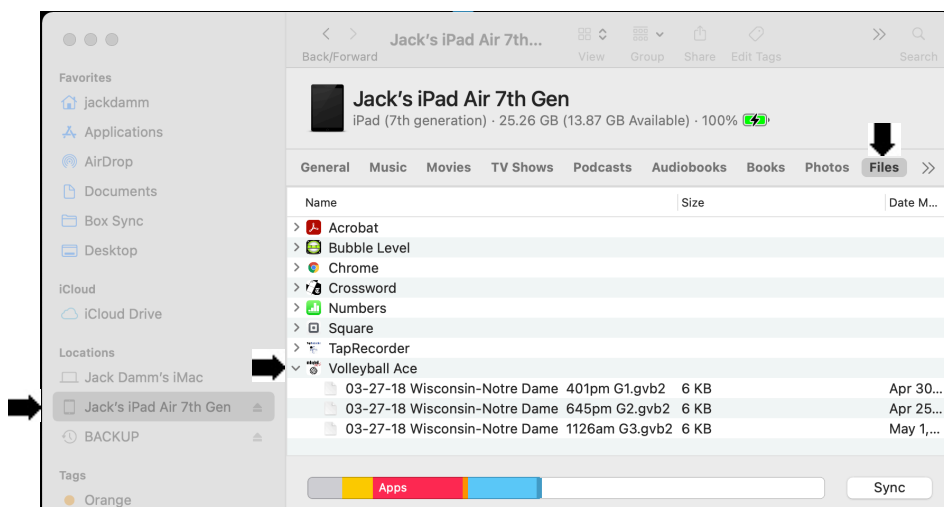 Back/Forward
Jack's iPad Air 7th...
View
Group
Share
Edit Tags
Search
Favorites
jackdamm
Applications
AirDrop
Documents
Box Sync
Desktop
iCloud
iCloud Drive
Locations
Jack Damm's iMac
Jack's iPad Air 7th Gen
BACKUP
Tags
Orange
Jack's iPad Air 7th Gen
iPad (7th generation) · 25.26 GB (13.87 GB Available) · 100%
General Music Movies TV Shows Podcasts Audiobooks Books Photos Files
Name Size Date M...
Acrobat
Bubble Level
Chrome
Crossword
Numbers
Square
TapRecorder
Volleyball Ace
03-27-18 Wisconsin-Notre Dame 401pm G1.gvb2 6 KB Apr 30...
03-27-18 Wisconsin-Notre Dame 645pm G2.gvb2 6 KB Apr 25...
03-27-18 Wisconsin-Notre Dame 1126am G3.gvb2 6 KB May 1,...
Apps
Sync